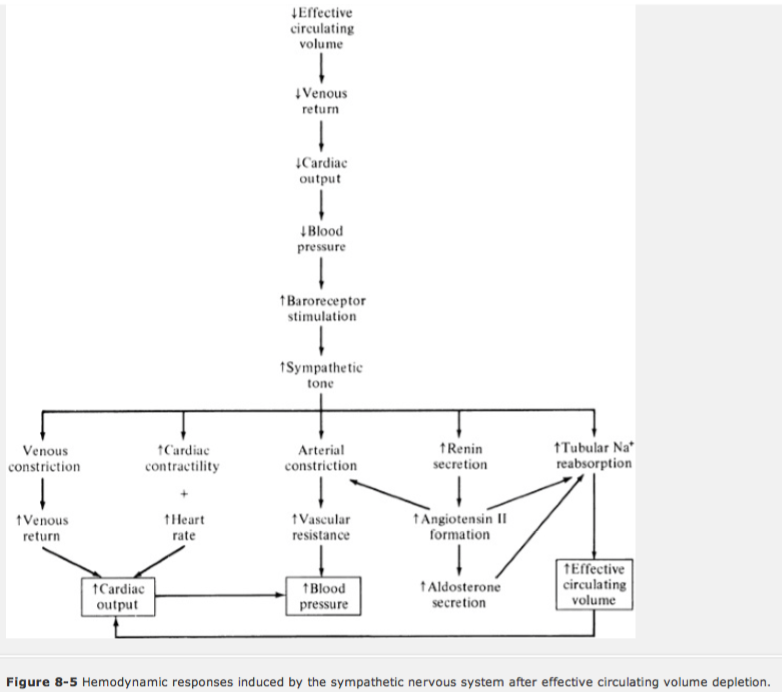 ↓Effective
circulating
volume
↓Venous
return
↓Cardiac
output
↓Blood
pressure
↑Baroreceptor
stimulation
↑Sympathetic
tone
Venous
constriction
↑Cardiac
contractility
+
↑Heart
rate
Arterial
constriction
↑Renin
secretion
↑Tubular Na⁺
reabsorption
↑Venous
return
↑Vascular
resistance
↑Angiotensin II
formation
↑Cardiac
output
↑Blood
pressure
↑Aldosterone
secretion
↑Effective
circulating
volume
Figure 8-5 Hemodynamic responses induced by the sympathetic nervous system after effective circulating volume depletion.